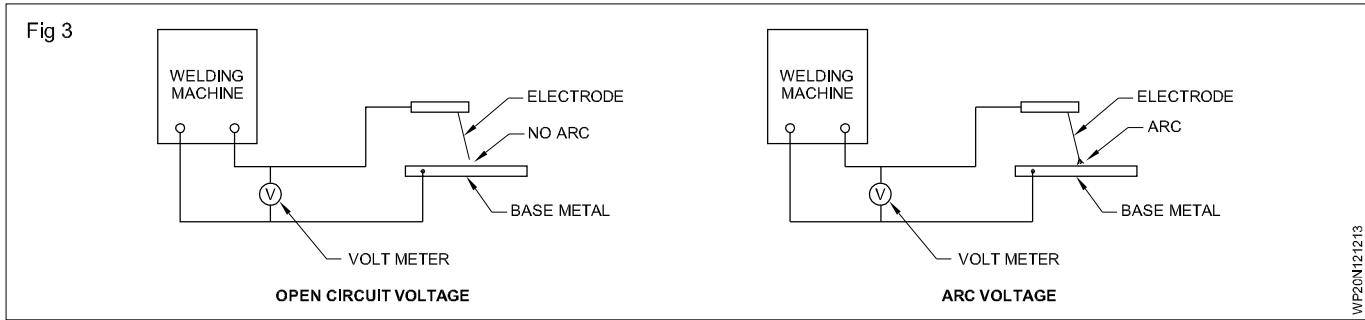 Fig 3
WELDING
MACHINE
ELECTRODE
NO ARC
V
BASE METAL
VOLT METER
OPEN CIRCUIT VOLTAGE
WELDING
MACHINE
ELECTRODE
ARC
V
BASE METAL
VOLT METER
ARC VOLTAGE
WP20N121213